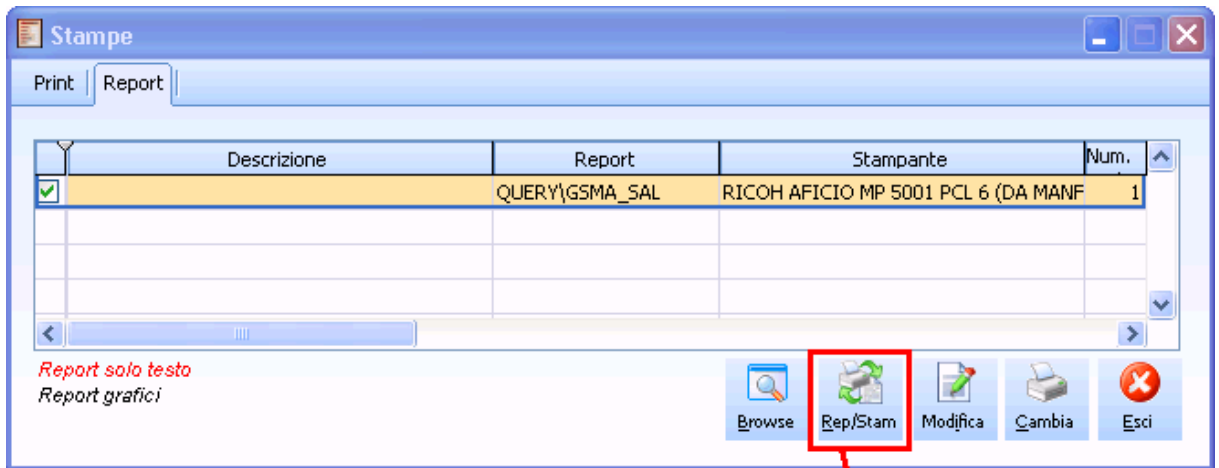 Stampe
Print Report
Descrizione Report Stampante Num.
QUERY\GSMA_SAL RICOH AFICIO MP 5001 PCL 6 (DA MANF 1
Report solo testo
Report grafici
Browse Rep/Stam Modifica Cambia Esci